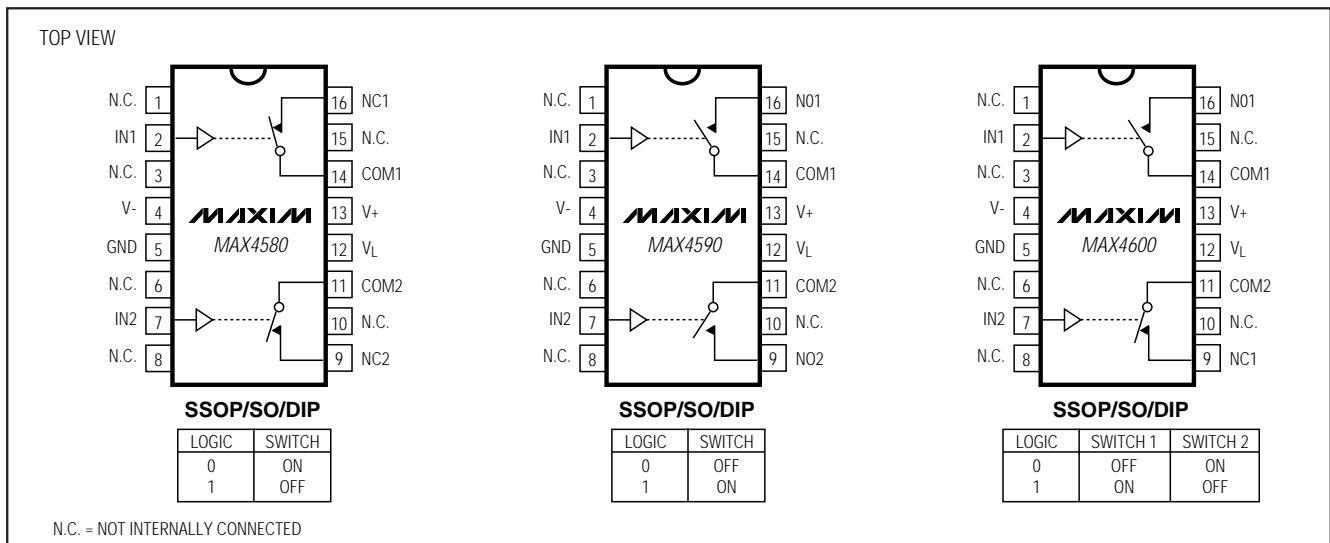 TOP VIEW
N.C. 1
IN1 2
N.C. 3
V- 4
GND 5
N.C. 6
IN2 7
N.C. 8
16 NC1
15 N.C.
14 COM1
13 V+
12 VL
11 COM2
10 N.C.
9 NC2
MAXIM
MAX4580
SSOP/SO/DIP
LOGIC SWITCH
0 ON
1 OFF
N.C. 1
IN1 2
N.C. 3
V- 4
GND 5
N.C. 6
IN2 7
N.C. 8
16 N01
15 N.C.
14 COM1
13 V+
12 VL
11 COM2
10 N.C.
9 NO2
MAXIM
MAX4590
SSOP/SO/DIP
LOGIC SWITCH
0 OFF
1 ON
N.C. 1
IN1 2
N.C. 3
V- 4
GND 5
N.C. 6
IN2 7
N.C. 8
16 N01
15 N.C.
14 COM1
13 V+
12 VL
11 COM2
10 N.C.
9 NC1
MAXIM
MAX4600
SSOP/SO/DIP
LOGIC SWITCH 1 SWITCH 2
0 OFF ON
1 ON OFF
N.C. = NOT INTERNALLY CONNECTED